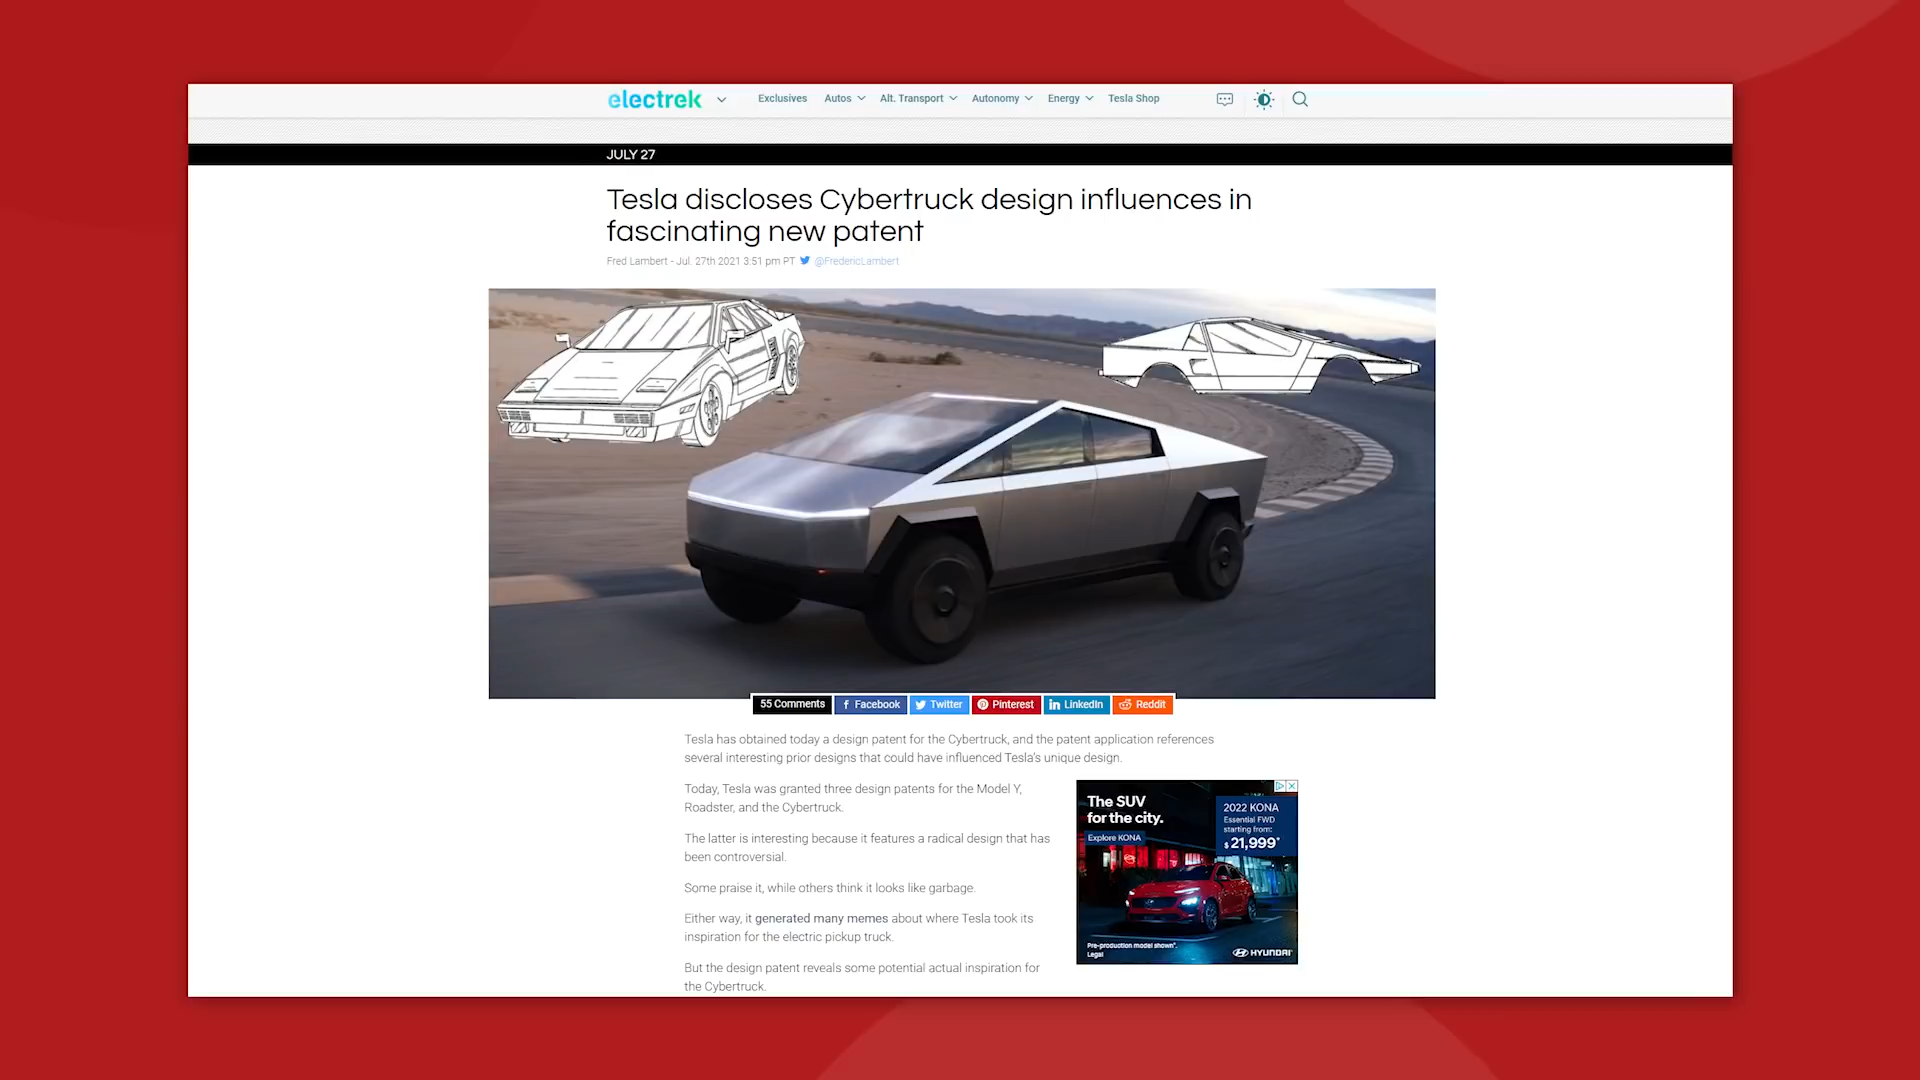 electrek
Exclusives Autos Alt. Transport Autonomy Energy Tesla Shop
JULY 27
Tesla discloses Cybertruck design influences in
fascinating new patent
Fred Lambert - Jul. 27th 2021 3:51 pm PT @FredericLambert
55 Comments Facebook Twitter Pinterest LinkedIn Reddit
Tesla has obtained today a design patent for the Cybertruck, and the patent application references
several interesting prior designs that could have influenced Tesla's unique design.
Today, Tesla was granted three design patents for the Model Y,
Roadster, and the Cybertruck.
The latter is interesting because it features a radical design that has
been controversial.
Some praise it, while others think it looks like garbage.
Either way, it generated many memes about where Tesla took its
inspiration for the electric pickup truck.
But the design patent reveals some potential actual inspiration for
the Cybertruck.
The SUV
for the city.
Explore KONA
2022 KONA
Essential FWD
starting from:
$ 21,999*
Pre-production model shown*.
Legal
HYUNDAI